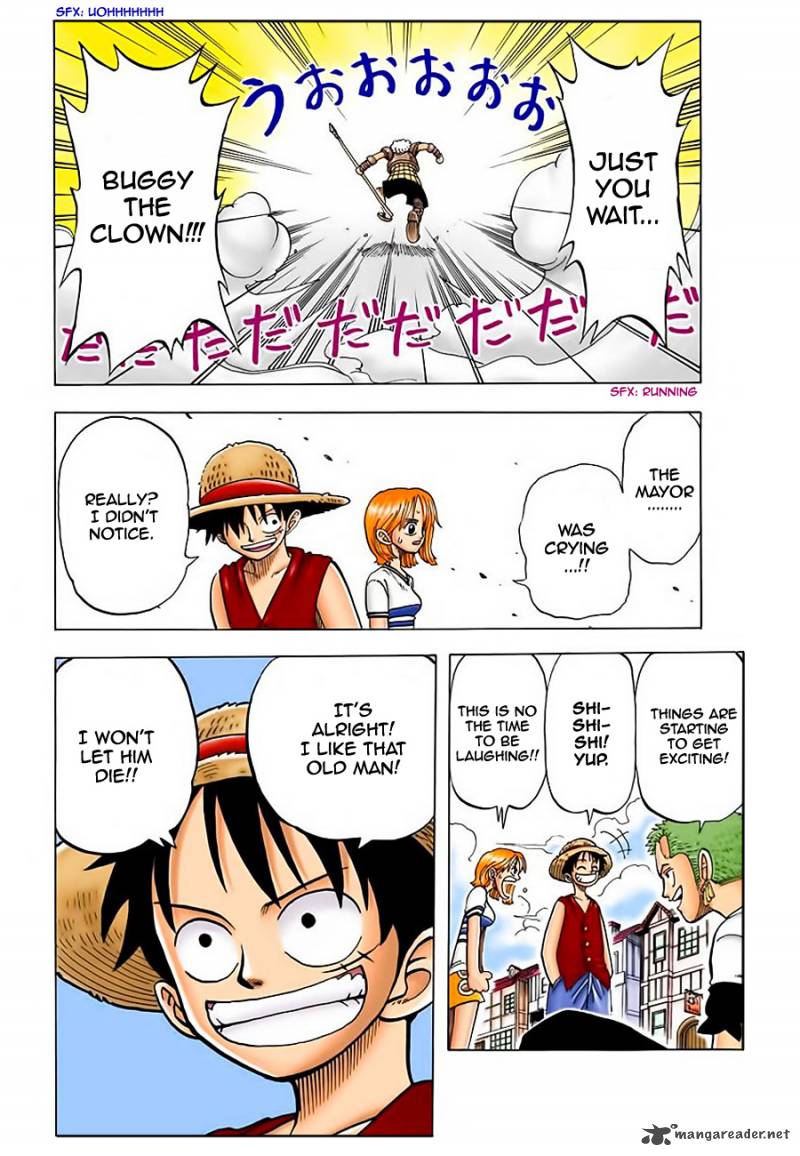 SFX: UOHHHHHHH
うおおおおおお
JUST
YOU
WAIT...
BUGGY
THE
CLOWN!!!
だだただだだだだだ
SFX: RUNNING
THE
MAYOR
........
WAS
CRYING
...!!
REALLY?
I DIDN'T
NOTICE.
THINGS ARE
STARTING
TO GET
EXCITING!
SHI-
SHI-
SHI!
YUP.
THIS IS NO
THE TIME
TO BE
LAUGHING!!
IT'S
ALRIGHT!
I LIKE THAT
OLD MAN!
I WON'T
LET HIM
DIE!!
mangareader.net